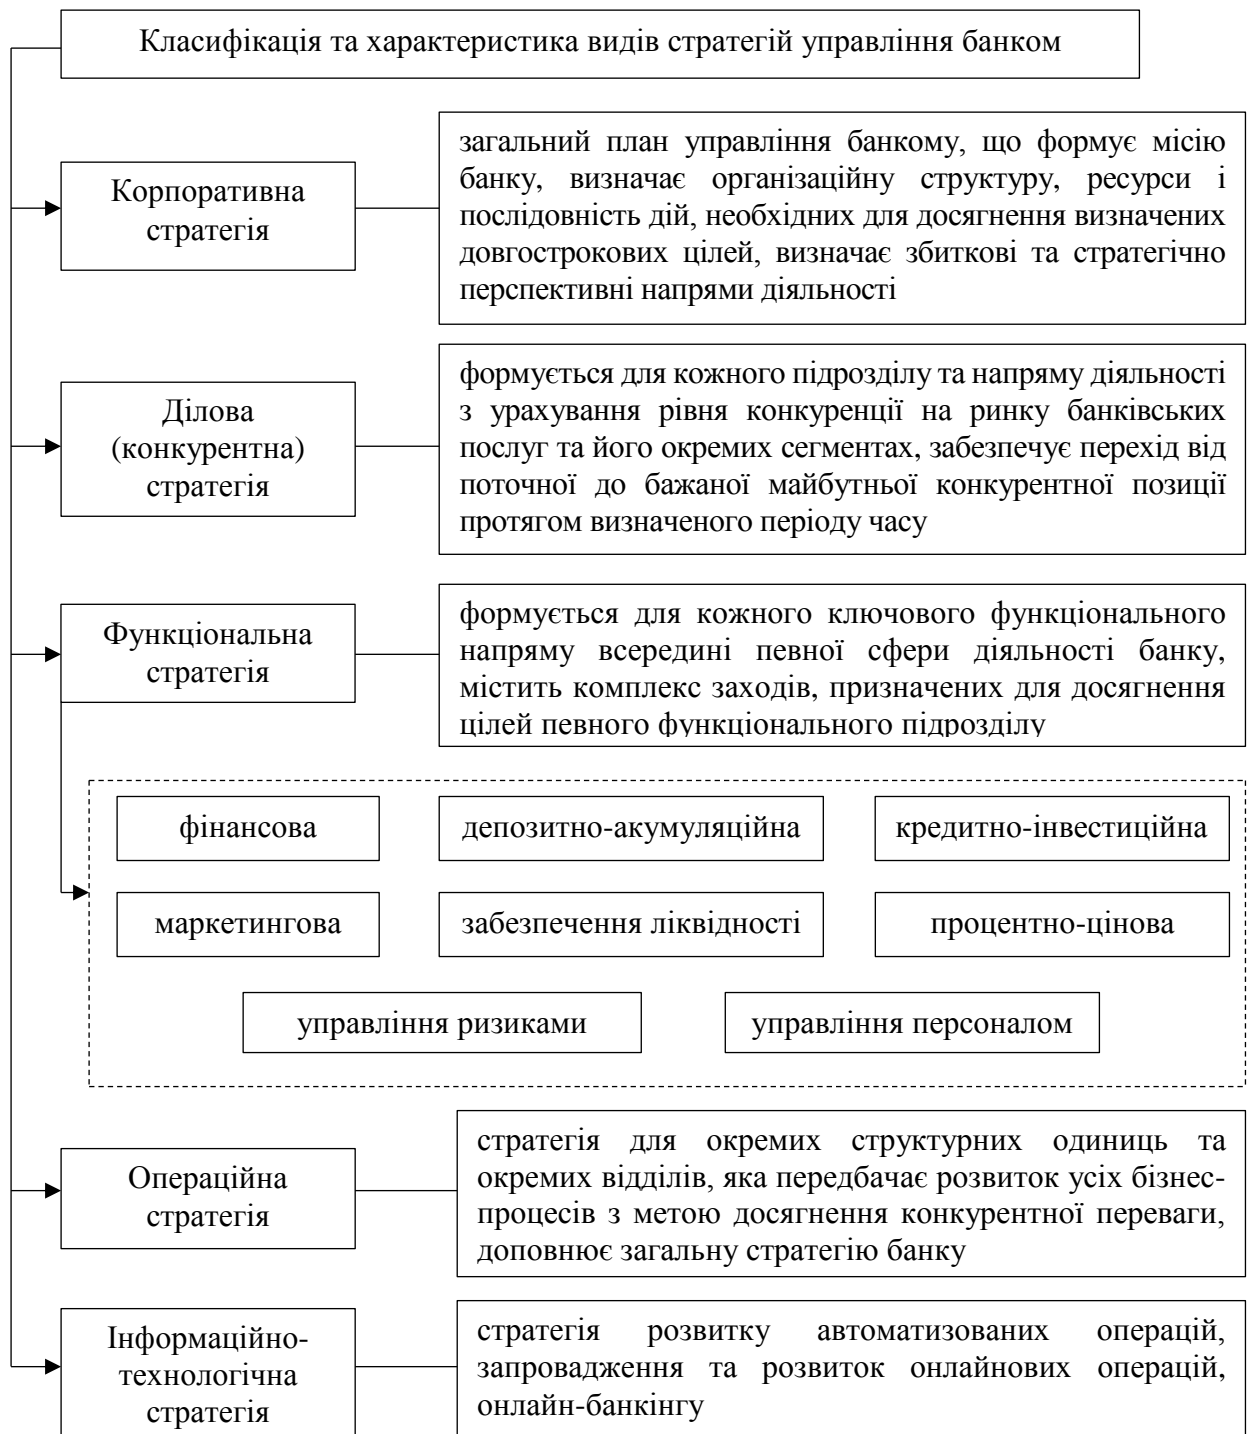 Класифікація та характеристика видів стратегій управління банком
Корпоративна
стратегія
загальний план управління банкому, що формує місію
банку, визначає організаційну структуру, ресурси і
послідовність дій, необхідних для досягнення визначених
довгострокових цілей, визначає збиткові та стратегічно
перспективні напрями діяльності
Ділова
(конкурентна)
стратегія
формується для кожного підрозділу та напряму діяльності
з урахування рівня конкуренції на ринку банківських
послуг та його окремих сегментах, забезпечує перехід від
поточної до бажаної майбутньої конкурентної позиції
протягом визначеного періоду часу
Функціональна
стратегія
формується для кожного ключового функціонального
напряму всередині певної сфери діяльності банку,
містить комплекс заходів, призначених для досягнення
цілей певного функціонального підрозділу
фінансова
депозитно-акумуляційна
кредитно-інвестиційна
маркетингова
забезпечення ліквідності
процентно-цінова
управління ризиками
управління персоналом
Операційна
стратегія
стратегія для окремих структурних одиниць та
окремих відділів, яка передбачає розвиток усіх бізнес-
процесів з метою досягнення конкурентної переваги,
доповнює загальну стратегію банку
Інформаційно-
технологічна
стратегія
стратегія розвитку автоматизованих операцій,
запровадження та розвиток онлайнових операцій,
онлайн-банкінгу